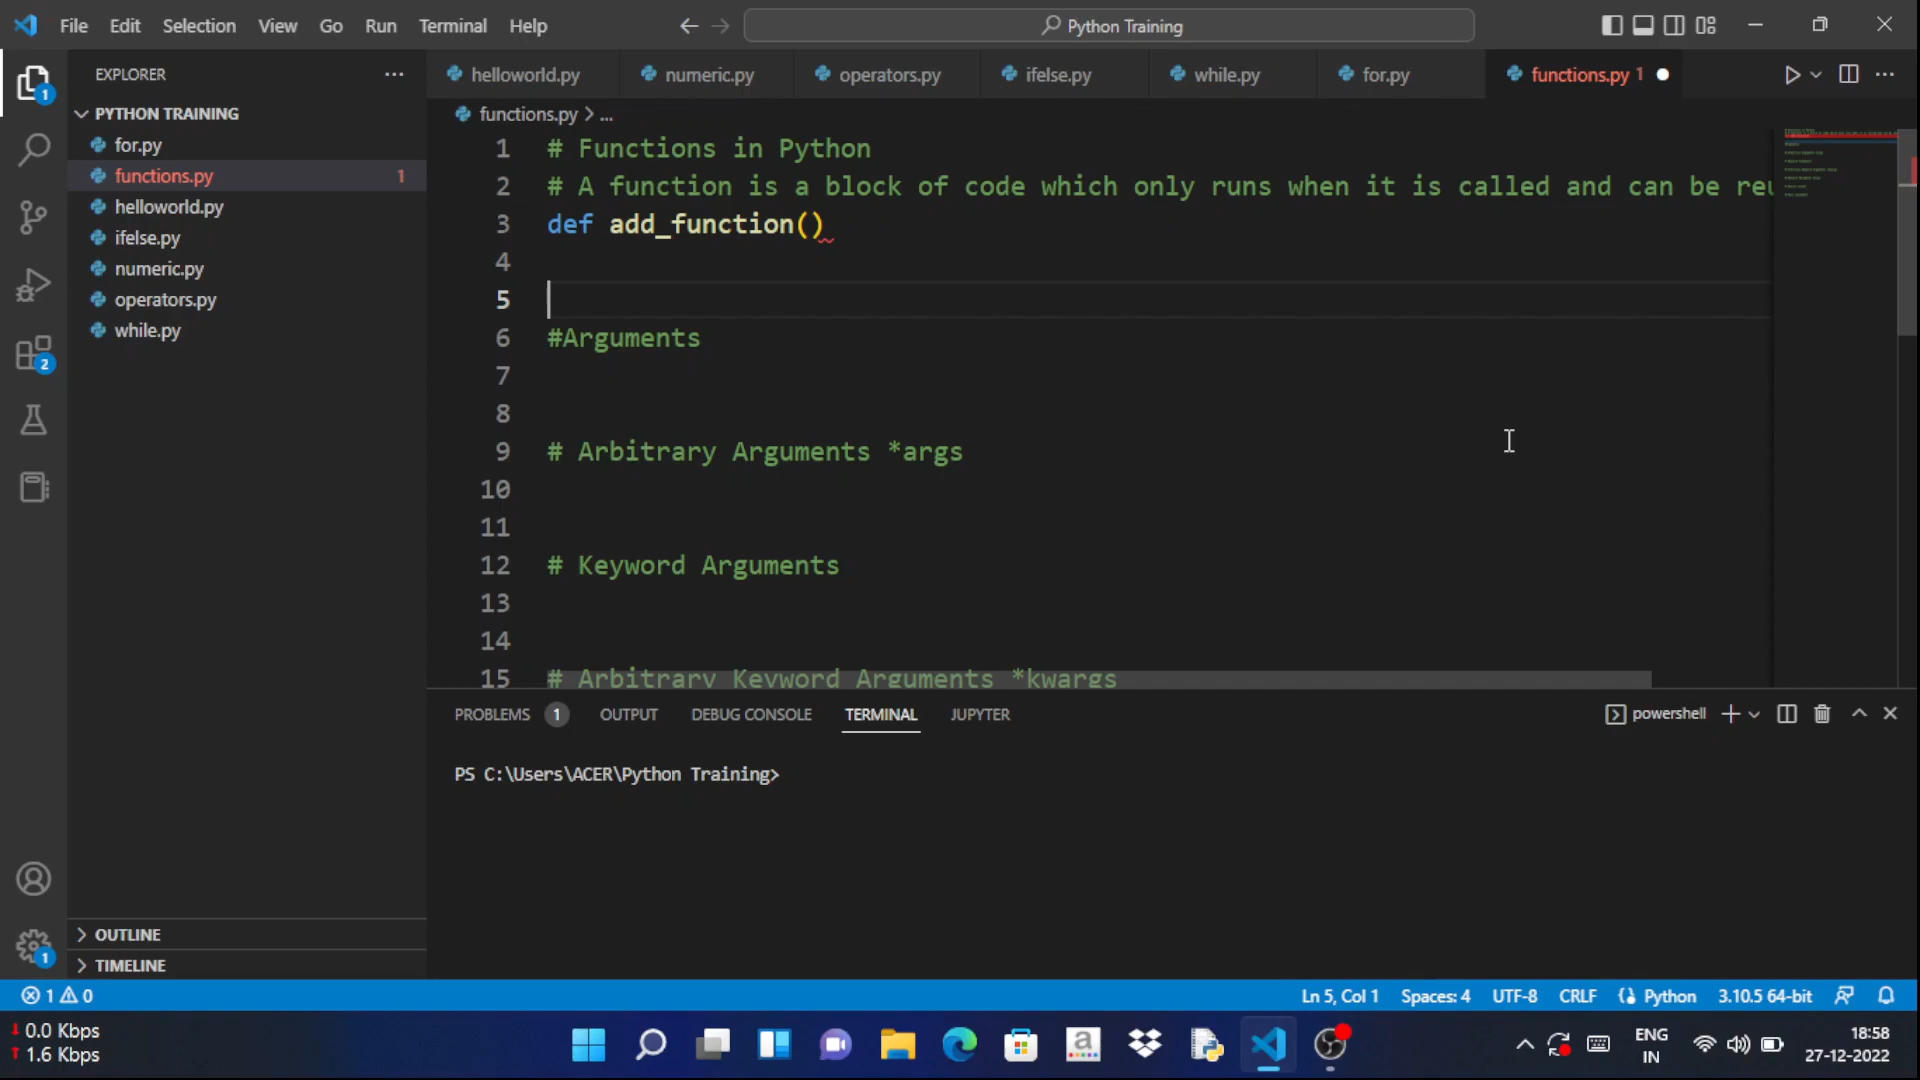 File Edit Selection View Go Run Terminal Help
Python Training
EXPLORER
PYTHON TRAINING
for.py
functions.py 1
helloworld.py
ifelse.py
numeric.py
operators.py
while.py
OUTLINE
TIMELINE
1
2
1
helloworld.py numeric.py operators.py ifelse.py while.py for.py functions.py 1
functions.py > ...
1 # Functions in Python
2 # A function is a block of code which only runs when it is called and can be reu
3 def add_function()
4
5
6 #Arguments
7
8
9 # Arbitrary Arguments *args
10
11
12 # Keyword Arguments
13
14
15 # Arbitrary Keyword Arguments *kwargs
PROBLEMS 1 OUTPUT DEBUG CONSOLE TERMINAL JUPYTER
powershell
PS C:\Users\ACER\Python Training>
1 0
Ln 5, Col 1 Spaces: 4 UTF-8 CRLF Python 3.10.5 64-bit
0.0 Kbps
1.6 Kbps
a
ENG
IN
18:58
27-12-2022